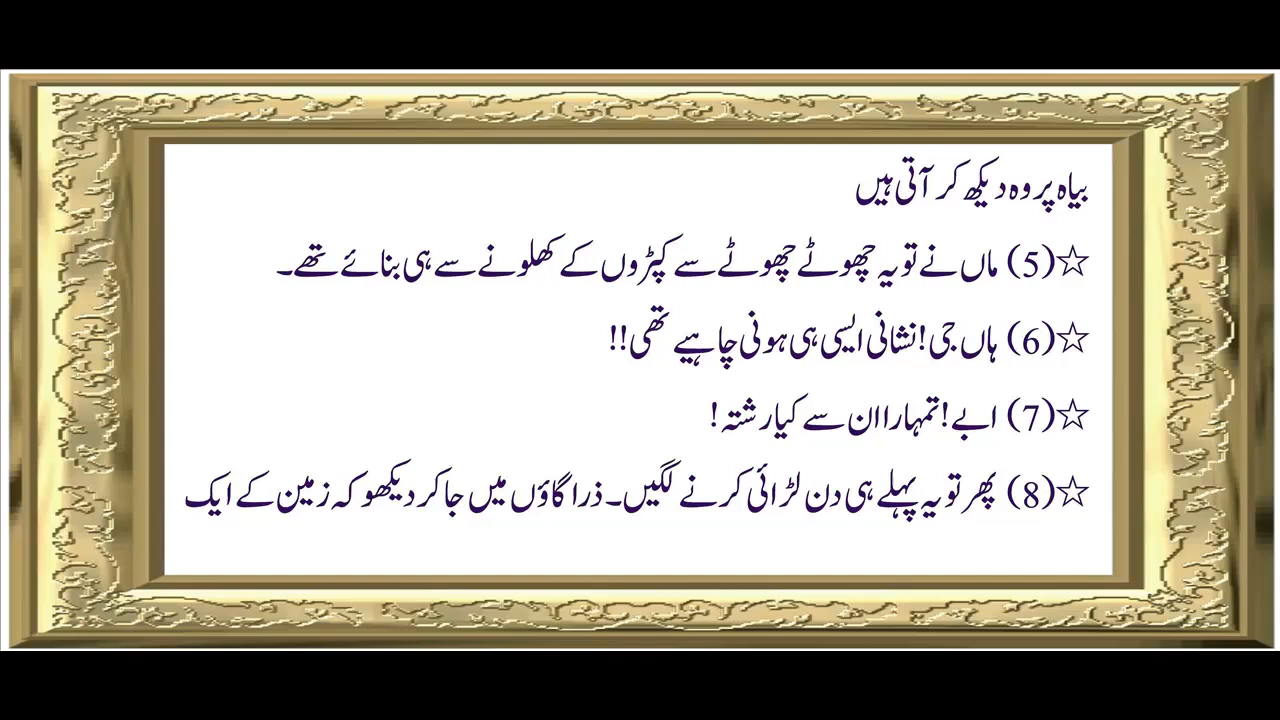 بیاہ پر وہ دیکھ کر آتی ہیں
☆(5) ماں نے تو یہ چھوٹے چھوٹے سے کپڑوں کے کھلونے سے ہی بنائے تھے۔
☆(6) ہاں جی! نشانی ایسی ہی ہونی چاہیے تھی!!
☆(7) ابے! تمہارا ان سے کیا رشتہ!
☆(8) پھر تو یہ پہلے ہی دن لڑائی کرنے لگیں۔ ذرا گاؤں میں جا کر دیکھو کہ زمین کے ایک